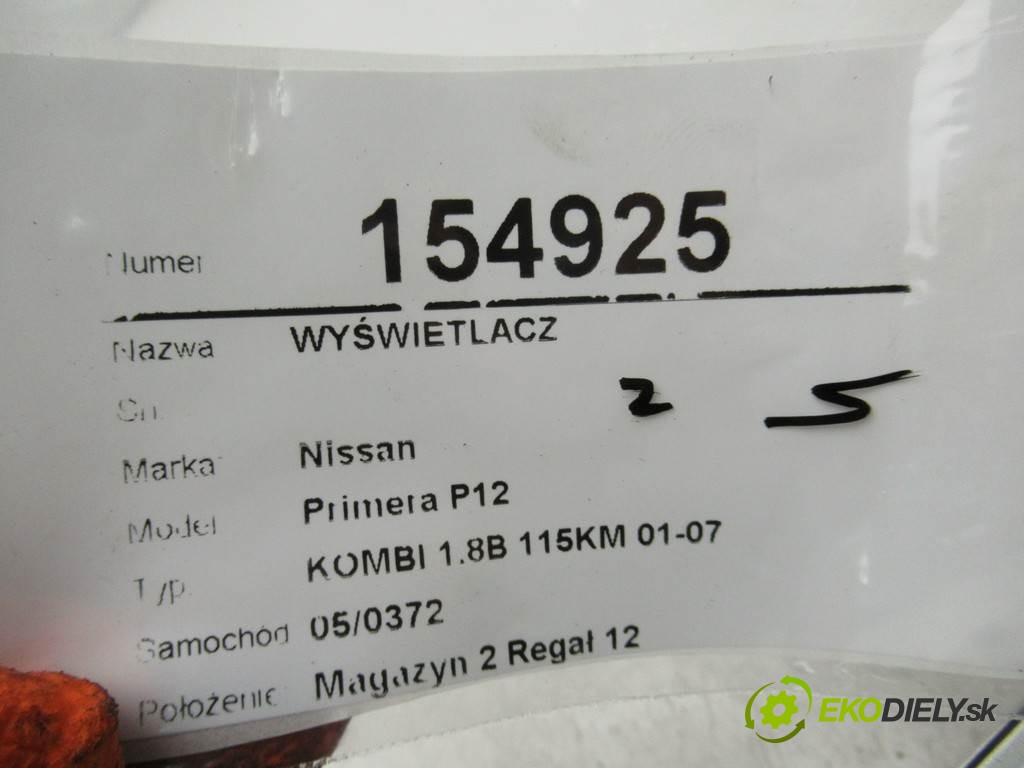 Numer 154925
Nazwa WYŚWIETLACZ
Sn.
2 5
Marka Nissan
Model Primera P12
Typ. KOMBI 1.8B 115KM 01-07
Samochód 05/0372
Położenie Magazyn 2 Regał 12
EKODIELY.sk